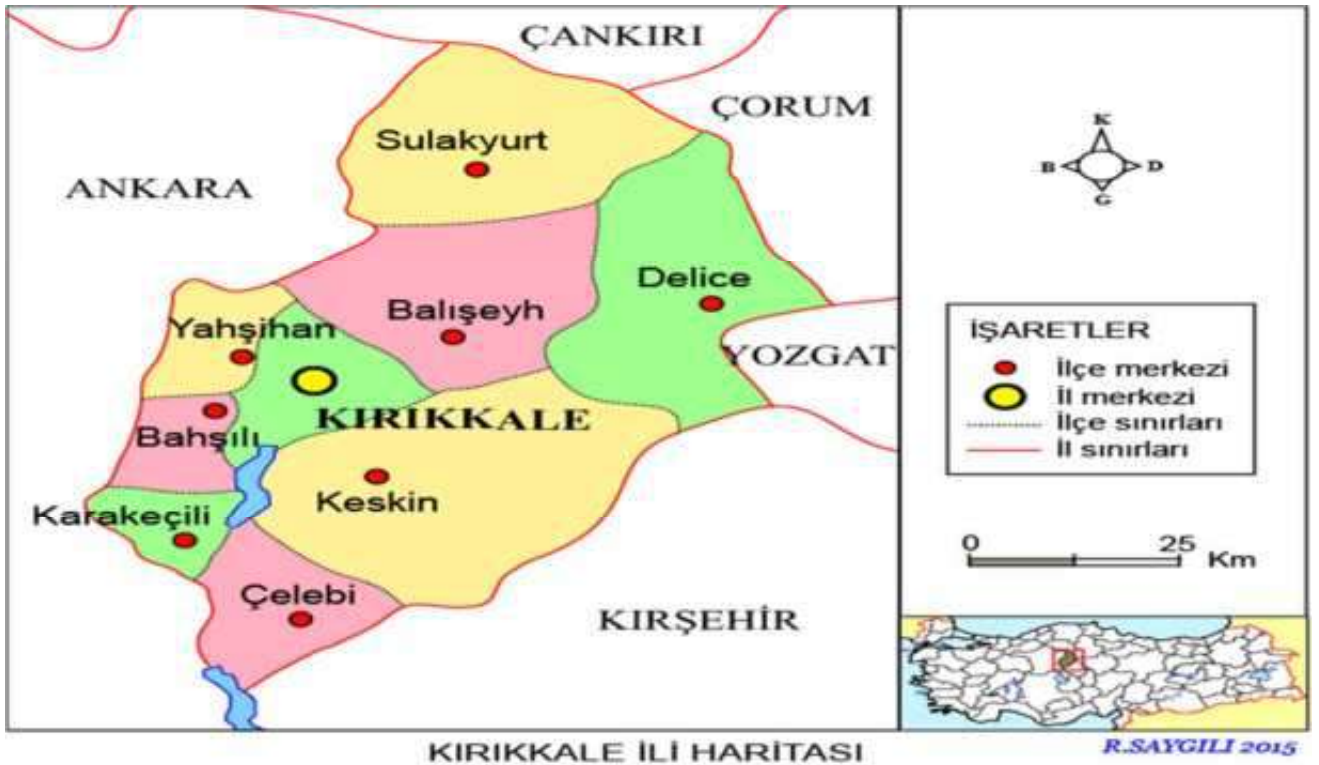 ÇANKIRI
ÇORUM
Sulakyurt
ANKARA
Delice
Balışeyh
Yahşihan
YOZGAT
KIRIKKALE
Bahşılı
Keskin
Karakeçili
Çelebi
KIRŞEHİR
K
B D
G
İŞARETLER
İlçe merkezi
İl merkezi
İlçe sınırları
İl sınırları
0 25 Km
KIRIKKALE İLİ HARİTASI
R.SAYGILI 2015